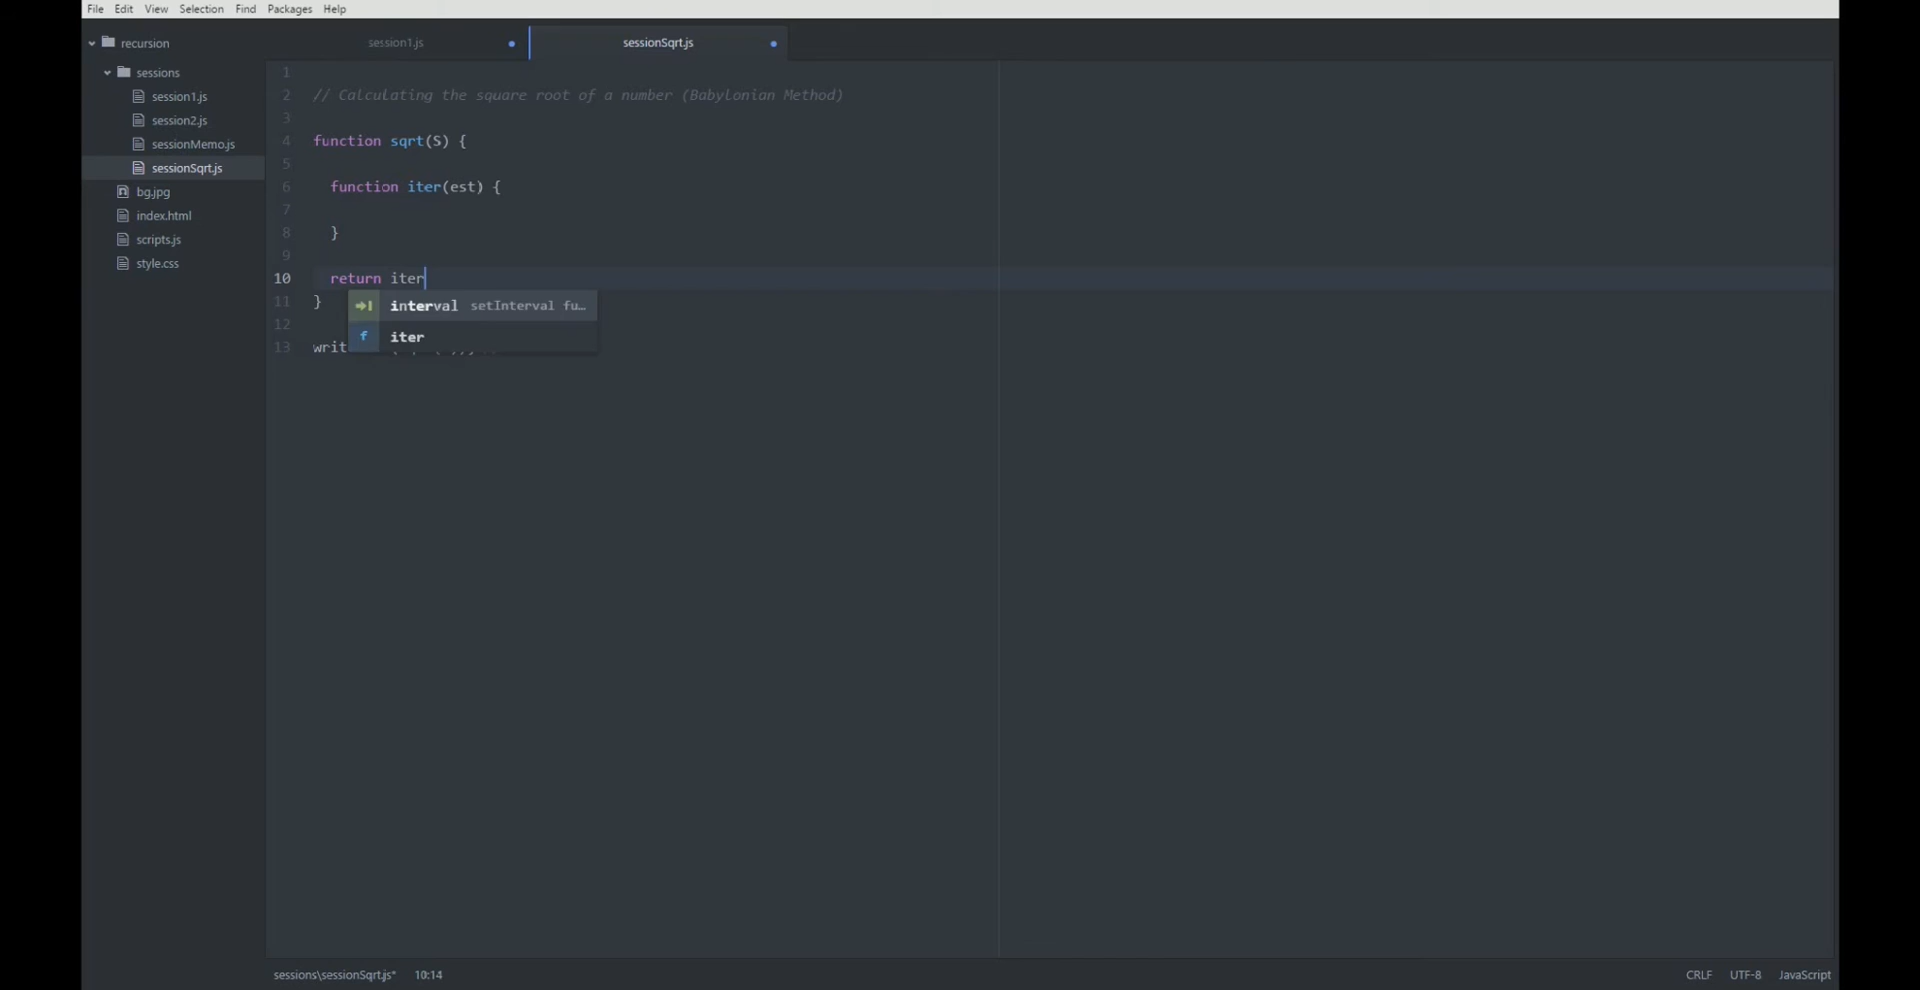 File Edit View Selection Find Packages Help
recursion
sessions
session1.js
session2.js
sessionMemo.js
sessionSqrt.js
bg.jpg
index.html
scripts.js
style.css
session1.js sessionSqrt.js
1
2 // Calculating the square root of a number (Babylonian Method)
3
4 function sqrt(S) {
5
6 function iter(est) {
7
8 }
9
10 return iter
11 }
interval setInterval fu...
12
f iter
13 writ
sessions\sessionSqrt.js* 10:14 CRLF UTF-8 JavaScript